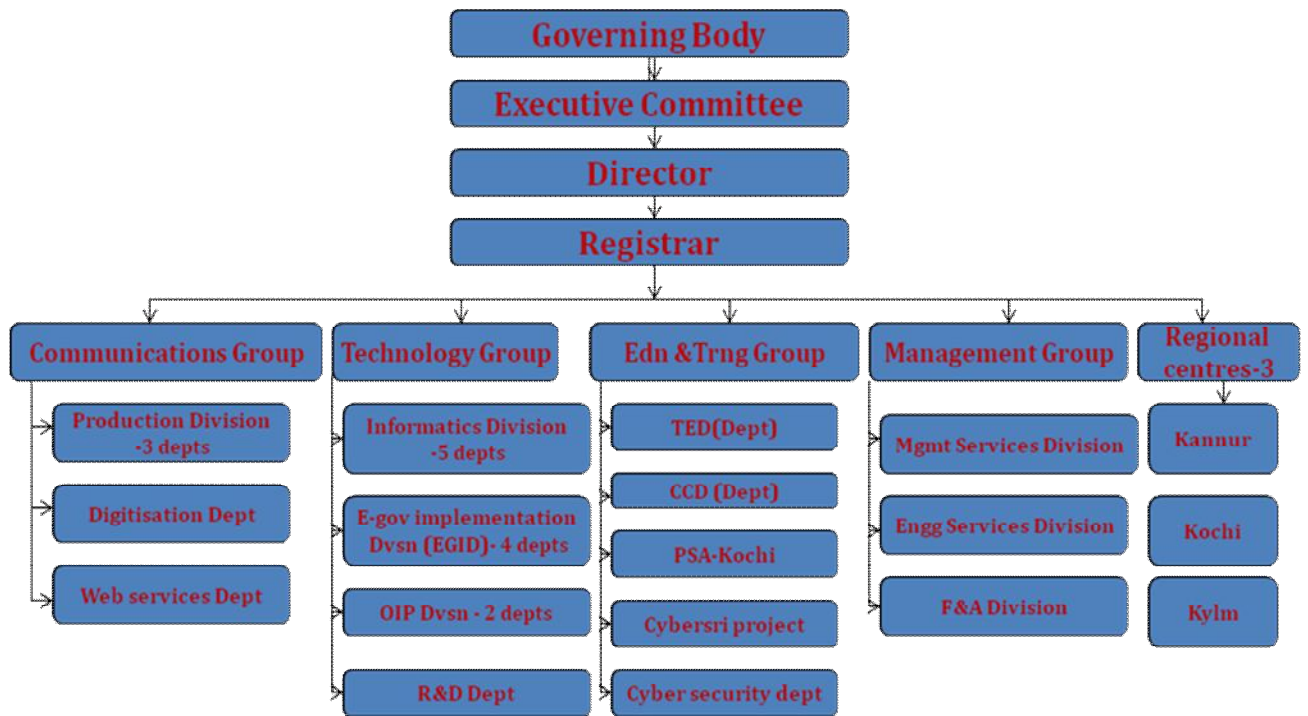 Governing Body
Executive Committee
Director
Registrar
Communications Group
Production Division
-3 depts
Digitisation Dept
Web services Dept
Technology Group
Informatics Division
-5 depts
E-gov implementation
Dvsn (EGID)- 4 depts
OIP Dvsn - 2 depts
R&D Dept
Edn &Trng Group
TED(Dept)
CCD (Dept)
PSA-Kochi
Cybersri project
Cyber security dept
Management Group
Mgmt Services Division
Engg Services Division
F&A Division
Regional
centres-3
Kannur
Kochi
Kylm